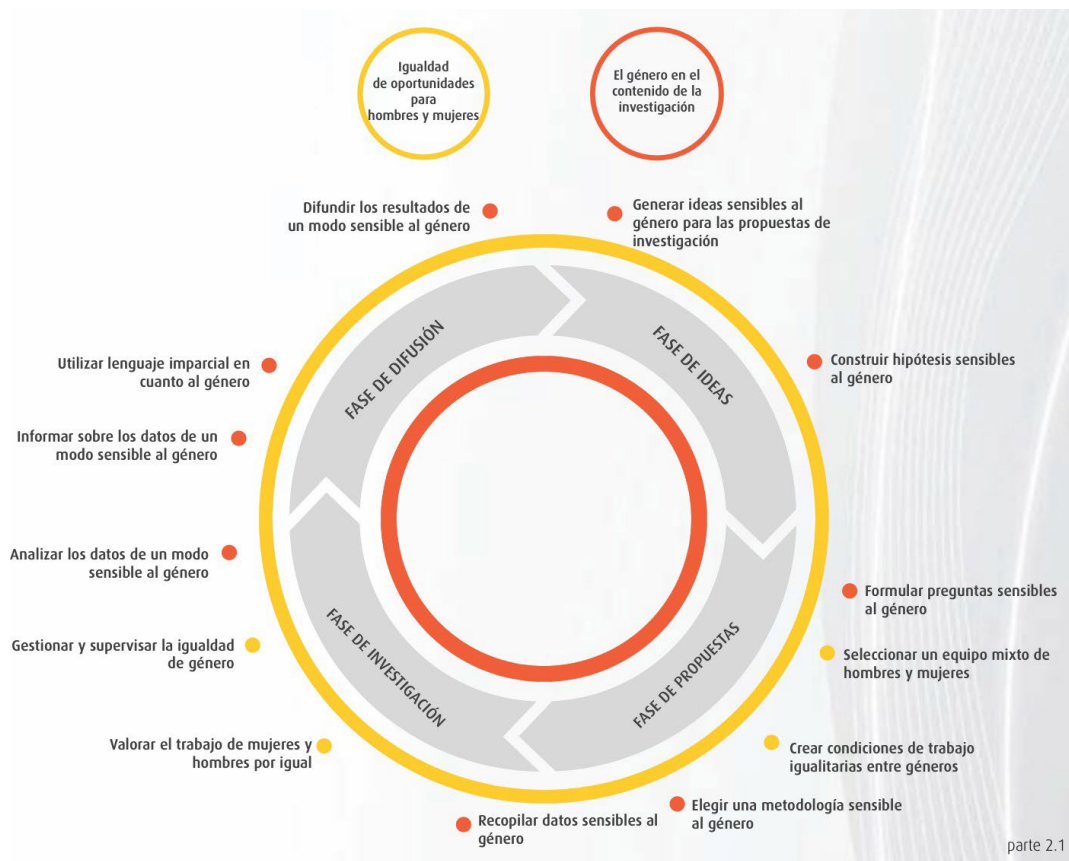 Igualdad
de oportunidades
para
hombres y mujeres
El género en el
contenido de la
investigación
Difundir los resultados de
un modo sensible al género
Generar ideas sensibles al
género para las propuestas de
investigación
Utilizar lenguaje imparcial en
cuanto al género
FASE DE DIFUSIÓN
FASE DE IDEAS
Construir hipótesis sensibles
al género
Informar sobre los datos de un
modo sensible al género
Analizar los datos de un modo
sensible al género
Formular preguntas sensibles
al género
Gestionar y supervisar la igualdad
de género
FASE DE INVESTIGACIÓN
FASE DE PROPUESTAS
Seleccionar un equipo mixto de
hombres y mujeres
Valorar el trabajo de mujeres y
hombres por igual
Crear condiciones de trabajo
igualitarias entre géneros
Recopilar datos sensibles al
género
Elegir una metodología sensible
al género
parte 2.1